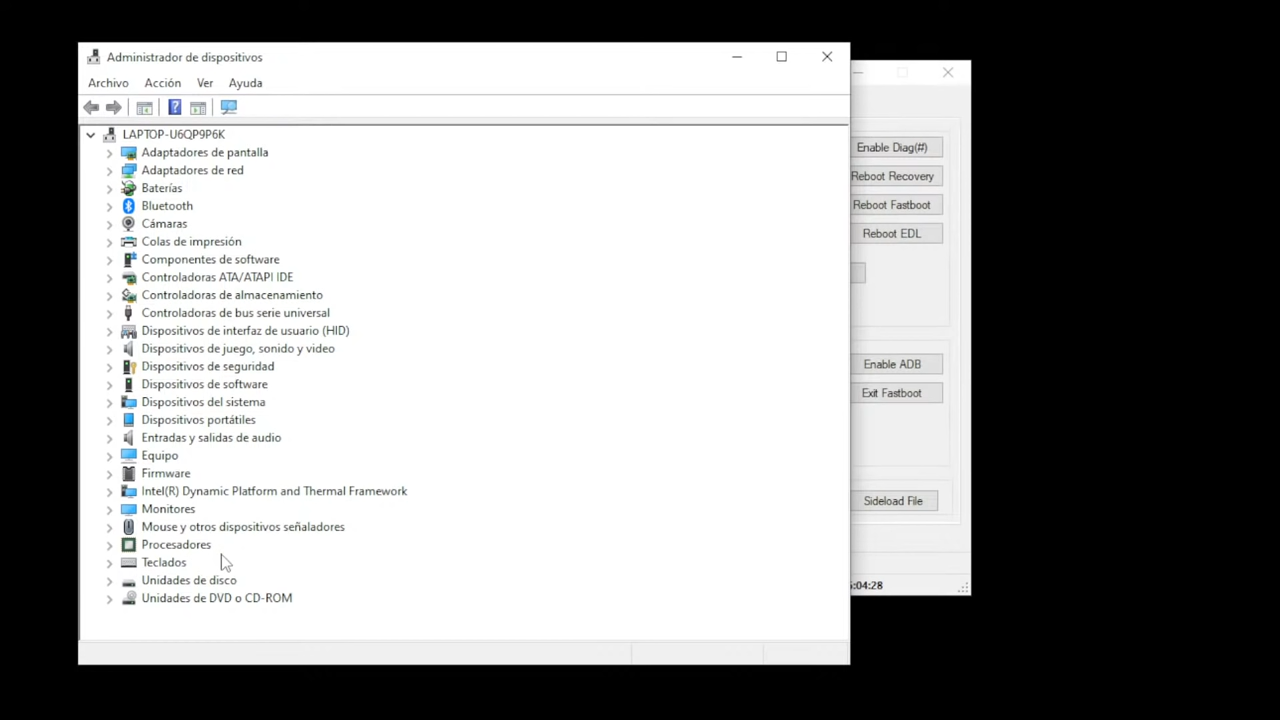 Administrador de dispositivos
Archivo Acción Ver Ayuda
LAPTOP-U6QP9P6K
Adaptadores de pantalla
Adaptadores de red
Baterías
Bluetooth
Cámaras
Colas de impresión
Componentes de software
Controladoras ATA/ATAPI IDE
Controladoras de almacenamiento
Controladoras de bus serie universal
Dispositivos de interfaz de usuario (HID)
Dispositivos de juego, sonido y video
Dispositivos de seguridad
Dispositivos de software
Dispositivos del sistema
Dispositivos portátiles
Entradas y salidas de audio
Equipo
Firmware
Intel(R) Dynamic Platform and Thermal Framework
Monitores
Mouse y otros dispositivos señaladores
Procesadores
Teclados
Unidades de disco
Unidades de DVD o CD-ROM
Enable Diag(#)
Reboot Recovery
Reboot Fastboot
Reboot EDL
Enable ADB
Exit Fastboot
Sideload File
:04:28